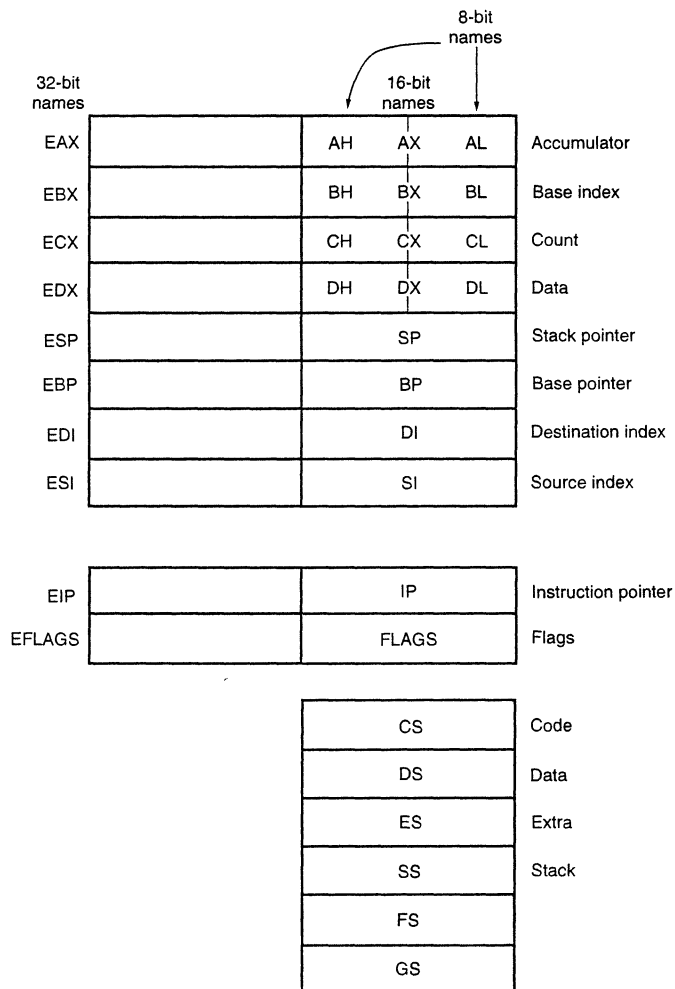 8-bit
names
32-bit
names
16-bit
names
EAX AH AX AL Accumulator
EBX BH BX BL Base index
ECX CH CX CL Count
EDX DH DX DL Data
ESP SP Stack pointer
EBP BP Base pointer
EDI DI Destination index
ESI SI Source index
EIP IP Instruction pointer
EFLAGS FLAGS Flags
CS Code
DS Data
ES Extra
SS Stack
FS
GS